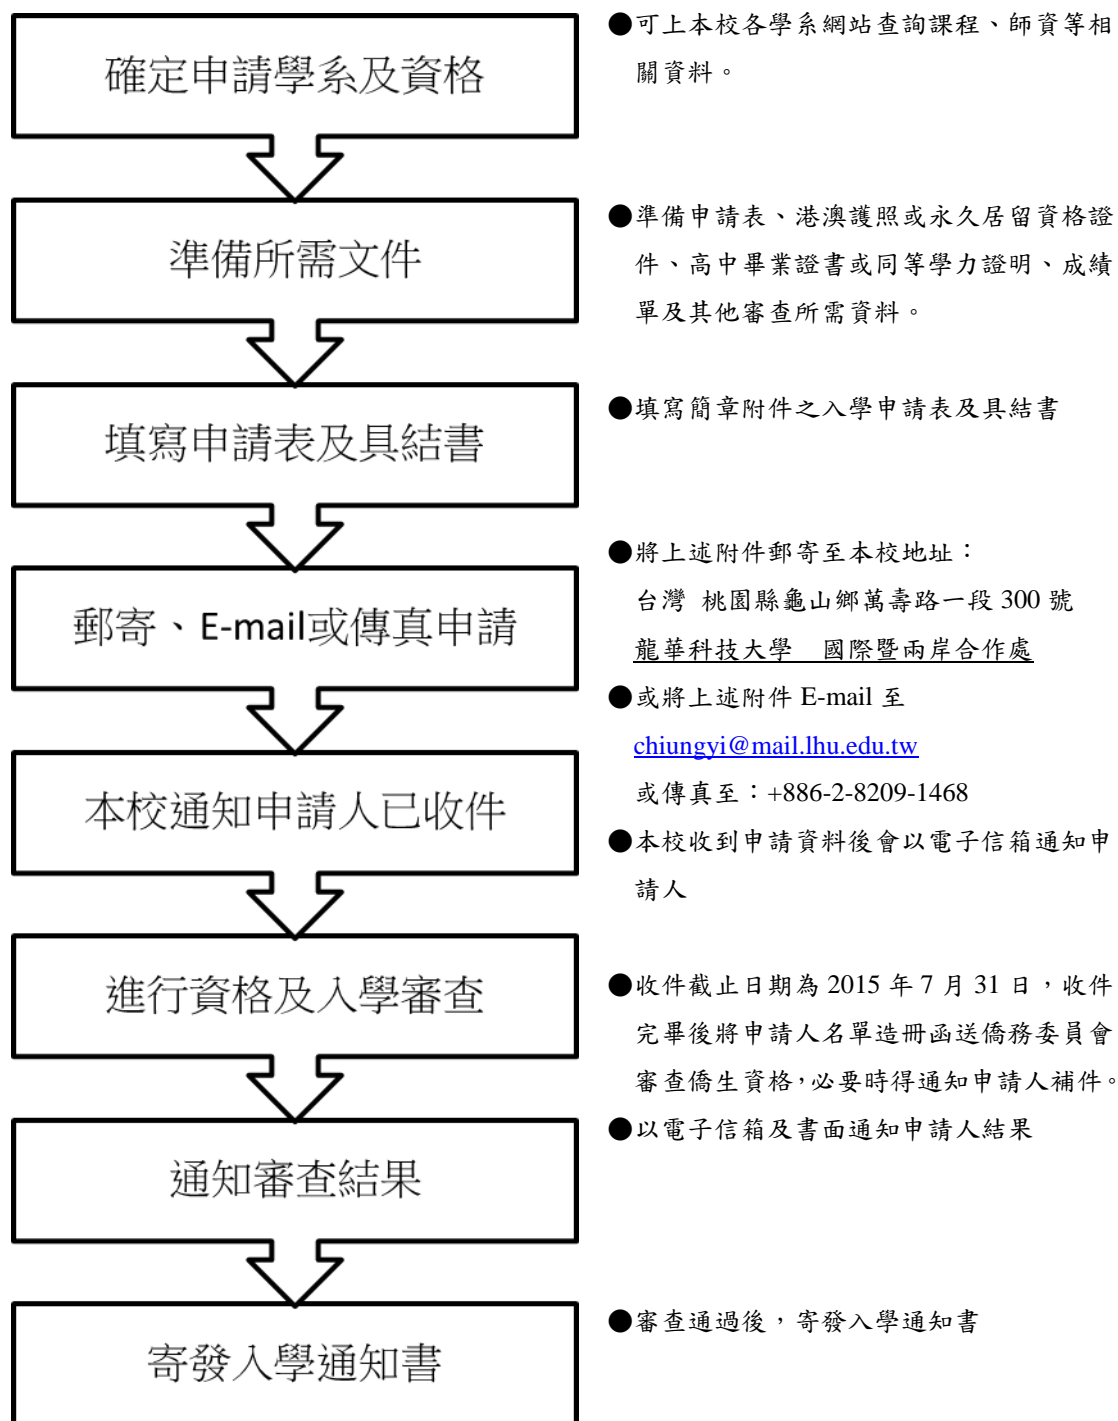 確定申請學系及資格
●可上本校各學系網站查詢課程、師資等相
關資料。
準備所需文件
●準備申請表、港澳護照或永久居留資格證
件、高中畢業證書或同等學力證明、成績
單及其他審查所需資料。
填寫申請表及具結書
●填寫簡章附件之入學申請表及具結書
郵寄、E-mail或傳真申請
●將上述附件郵寄至本校地址：
台灣 桃園縣龜山鄉萬壽路一段 300 號
龍華科技大學 國際暨兩岸合作處
●或將上述附件 E-mail 至
chiungyi@mail.lhu.edu.tw
或傳真至：+886-2-8209-1468
本校通知申請人已收件
●本校收到申請資料後會以電子信箱通知申
請人
進行資格及入學審查
●收件截止日期為 2015 年 7 月 31 日，收件
完畢後將申請人名單造冊函送僑務委員會
審查僑生資格，必要時得通知申請人補件。
通知審查結果
●以電子信箱及書面通知申請人結果
寄發入學通知書
●審查通過後，寄發入學通知書